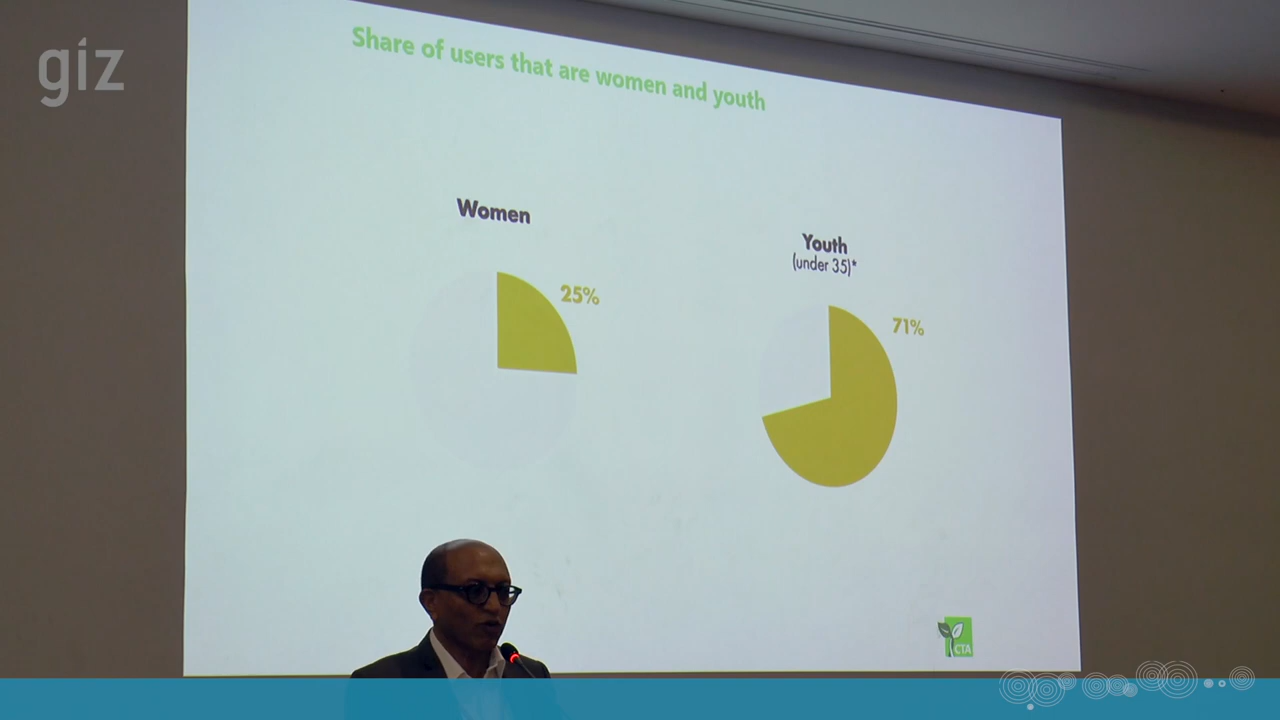 giz
Share of users that are women and youth
Women
25%
Youth
(under 35)*
71%
CTA